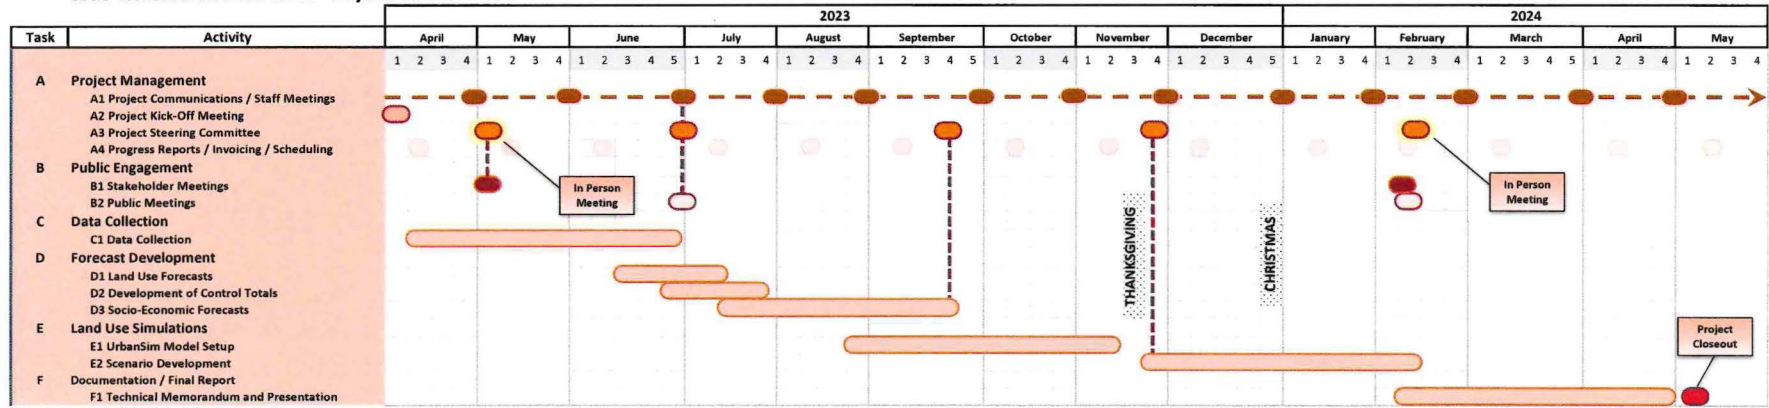 2023 2024
Task Activity April May June July August September October November December January February March April May
1 2 3 4 1 2 3 4 1 2 3 4 5 1 2 3 4 1 2 3 4 1 2 3 4 5 1 2 3 4 1 2 3 4 1 2 3 4 5 1 2 3 4 1 2 3 4 1 2 3 4 5 1 2 3 4 1 2 3 4
A Project Management
A1 Project Communications / Staff Meetings
A2 Project Kick-Off Meeting
A3 Project Steering Committee
A4 Progress Reports / Invoicing / Scheduling
B Public Engagement
B1 Stakeholder Meetings
B2 Public Meetings
In Person
Meeting
In Person
Meeting
THANKSGIVING
CHRISTMAS
C Data Collection
C1 Data Collection
D Forecast Development
D1 Land Use Forecasts
D2 Development of Control Totals
D3 Socio-Economic Forecasts
E Land Use Simulations
E1 UrbanSim Model Setup
E2 Scenario Development
Project
Closeout
F Documentation / Final Report
F1 Technical Memorandum and Presentation